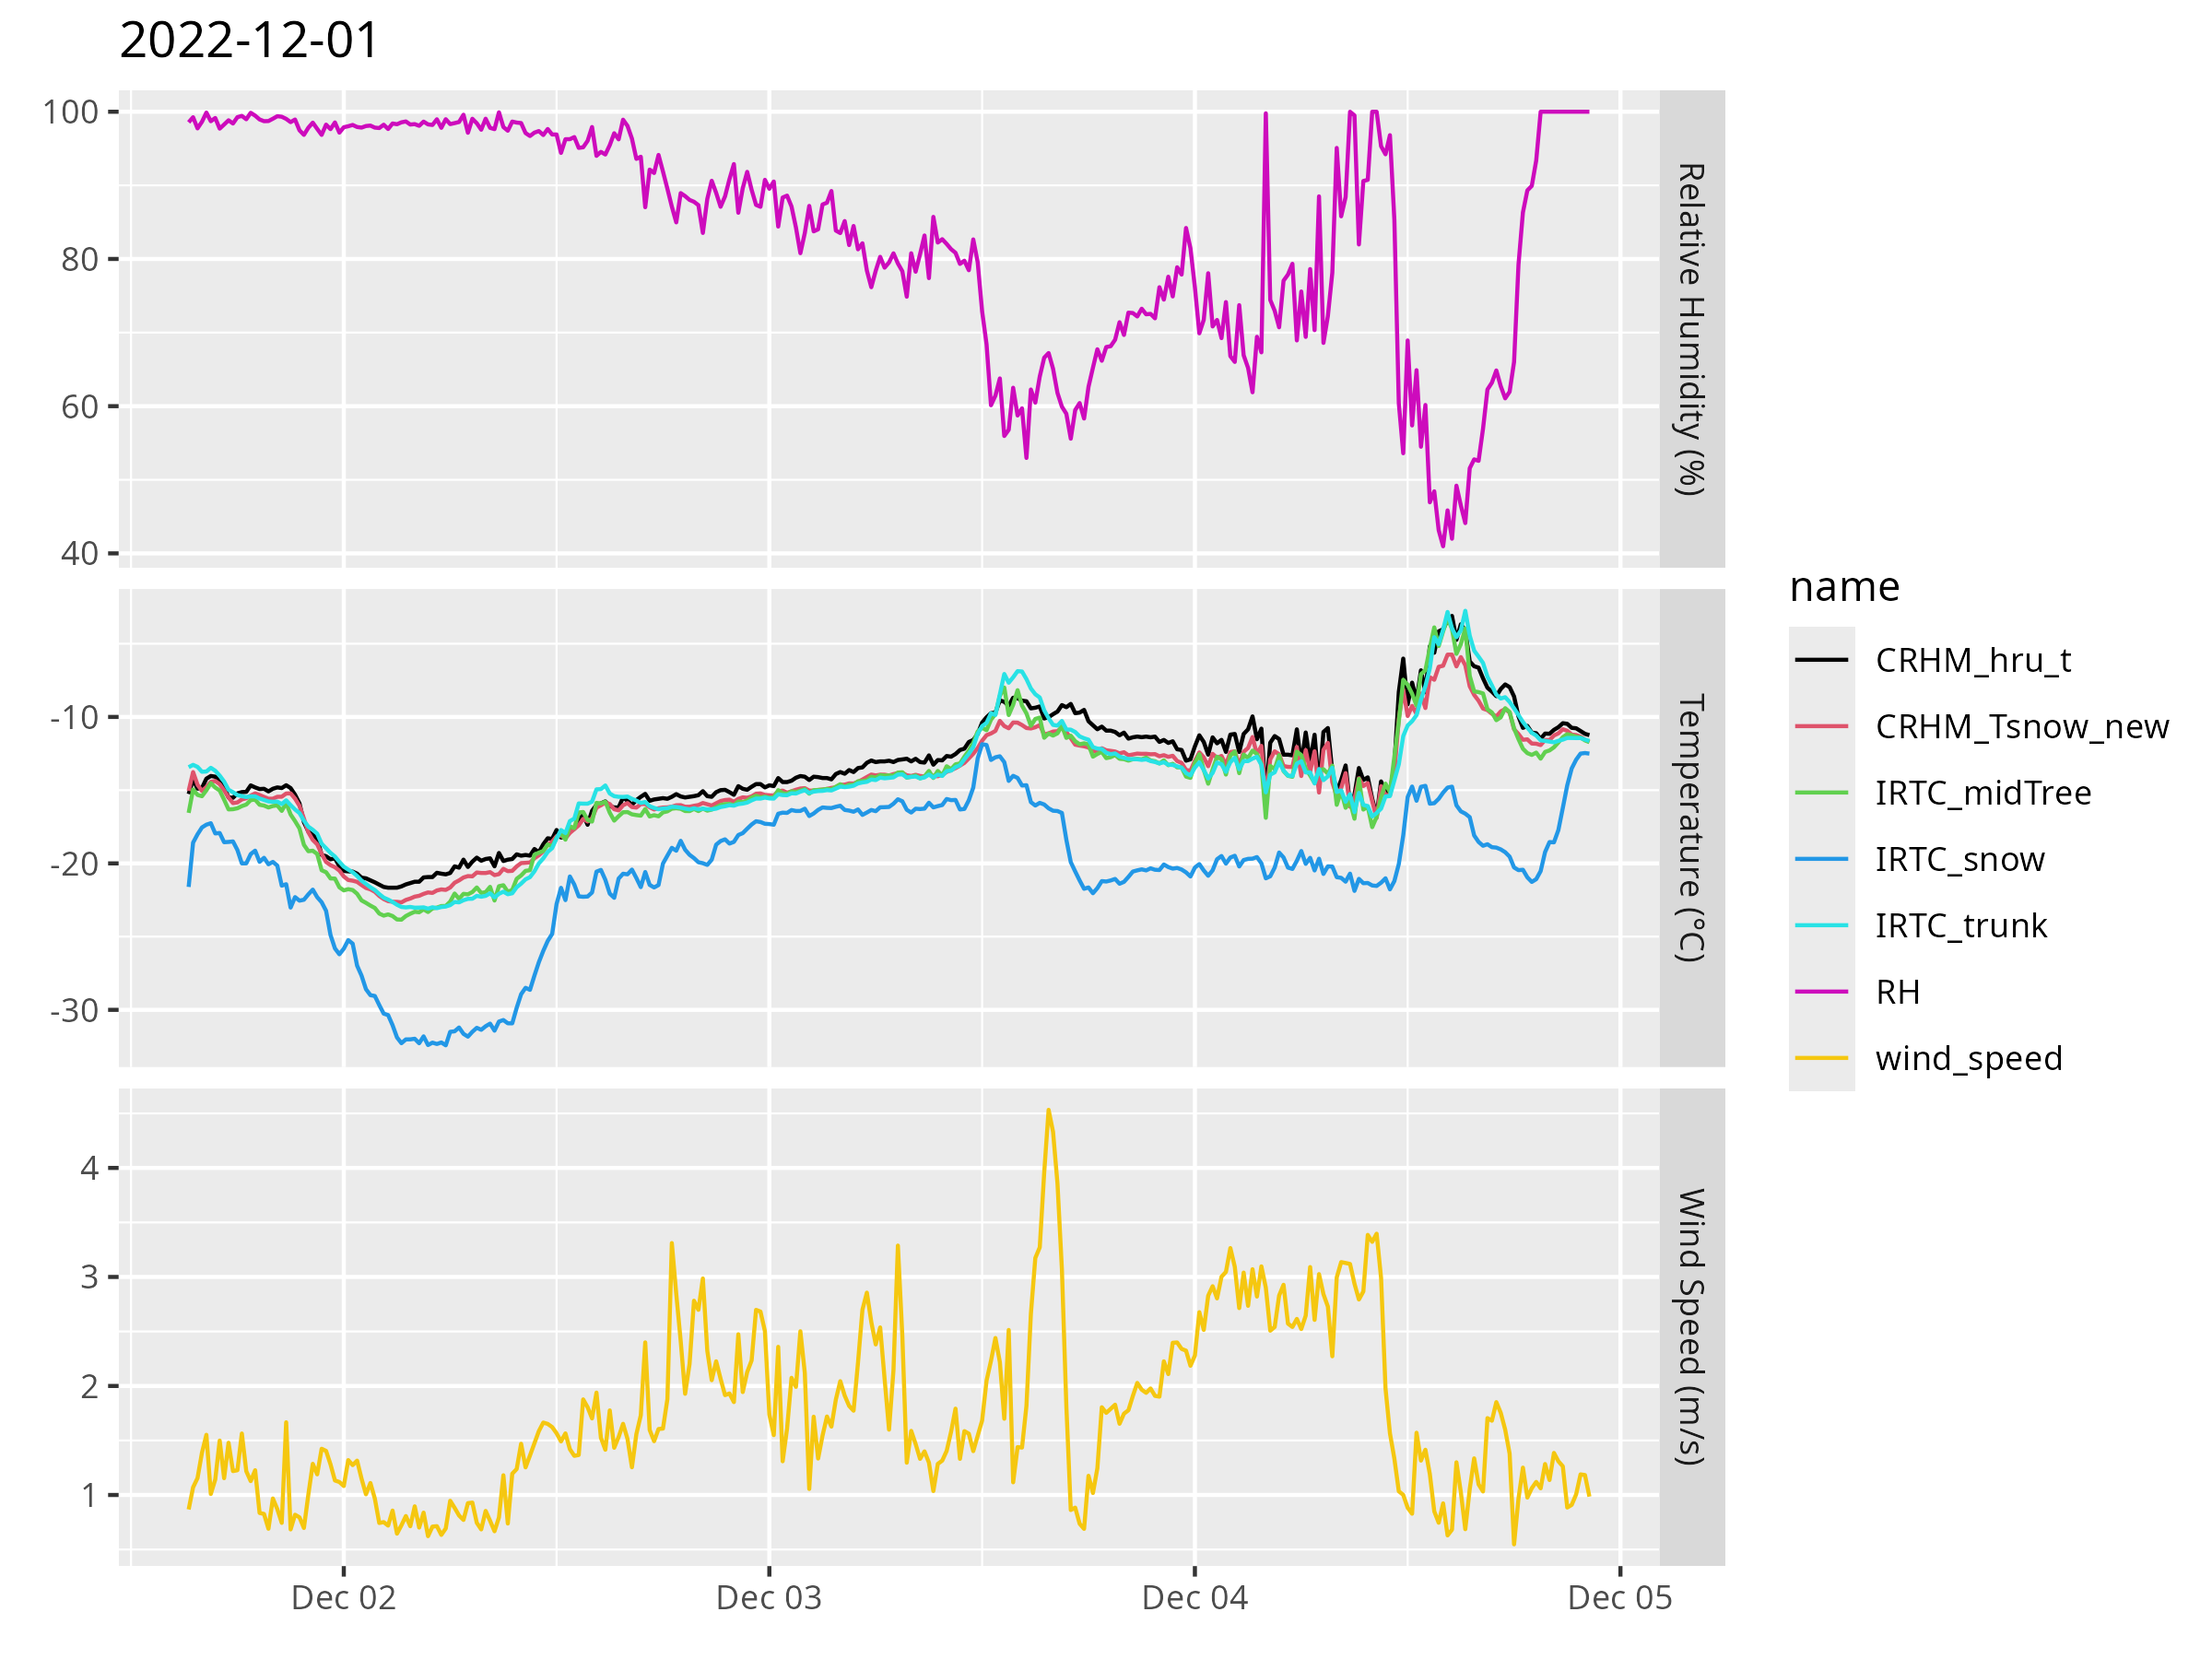 2022-12-01
100
80
60
40
Relative Humidity (%)
-10
-20
-30
Temperature (°C)
4
3
2
1
Wind Speed (m/s)
Dec 02
Dec 03
Dec 04
Dec 05
name
CRHM_hru_t
CRHM_Tsnow_new
IRTC_midTree
IRTC_snow
IRTC_trunk
RH
wind_speed